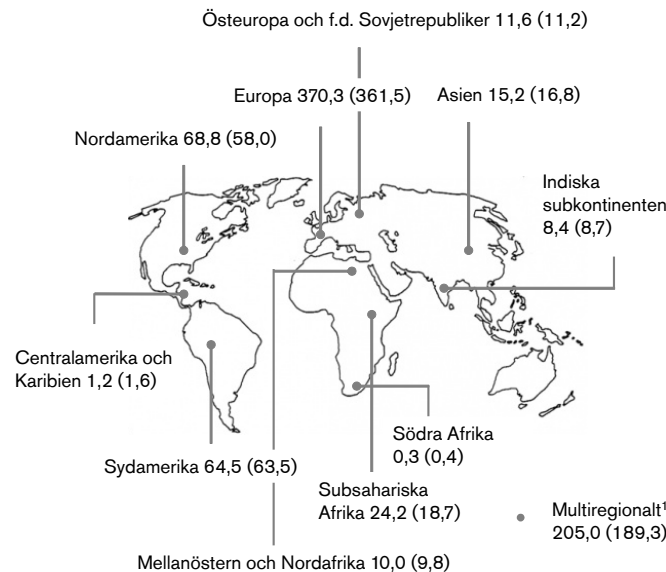 Östeuropa och f.d. Sovjetrepubliker 11,6 (11,2)
Europa 370,3 (361,5)
Asien 15,2 (16,8)
Nordamerika 68,8 (58,0)
Indiska
subkontinenten
8,4 (8,7)
Centralamerika och
Karibien 1,2 (1,6)
Södra Afrika
0,3 (0,4)
Sydamerika 64,5 (63,5)
Subsahariska
Afrika 24,2 (18,7)
Multiregionalt¹
205,0 (189,3)
Mellanöstern och Nordafrika 10,0 (9,8)